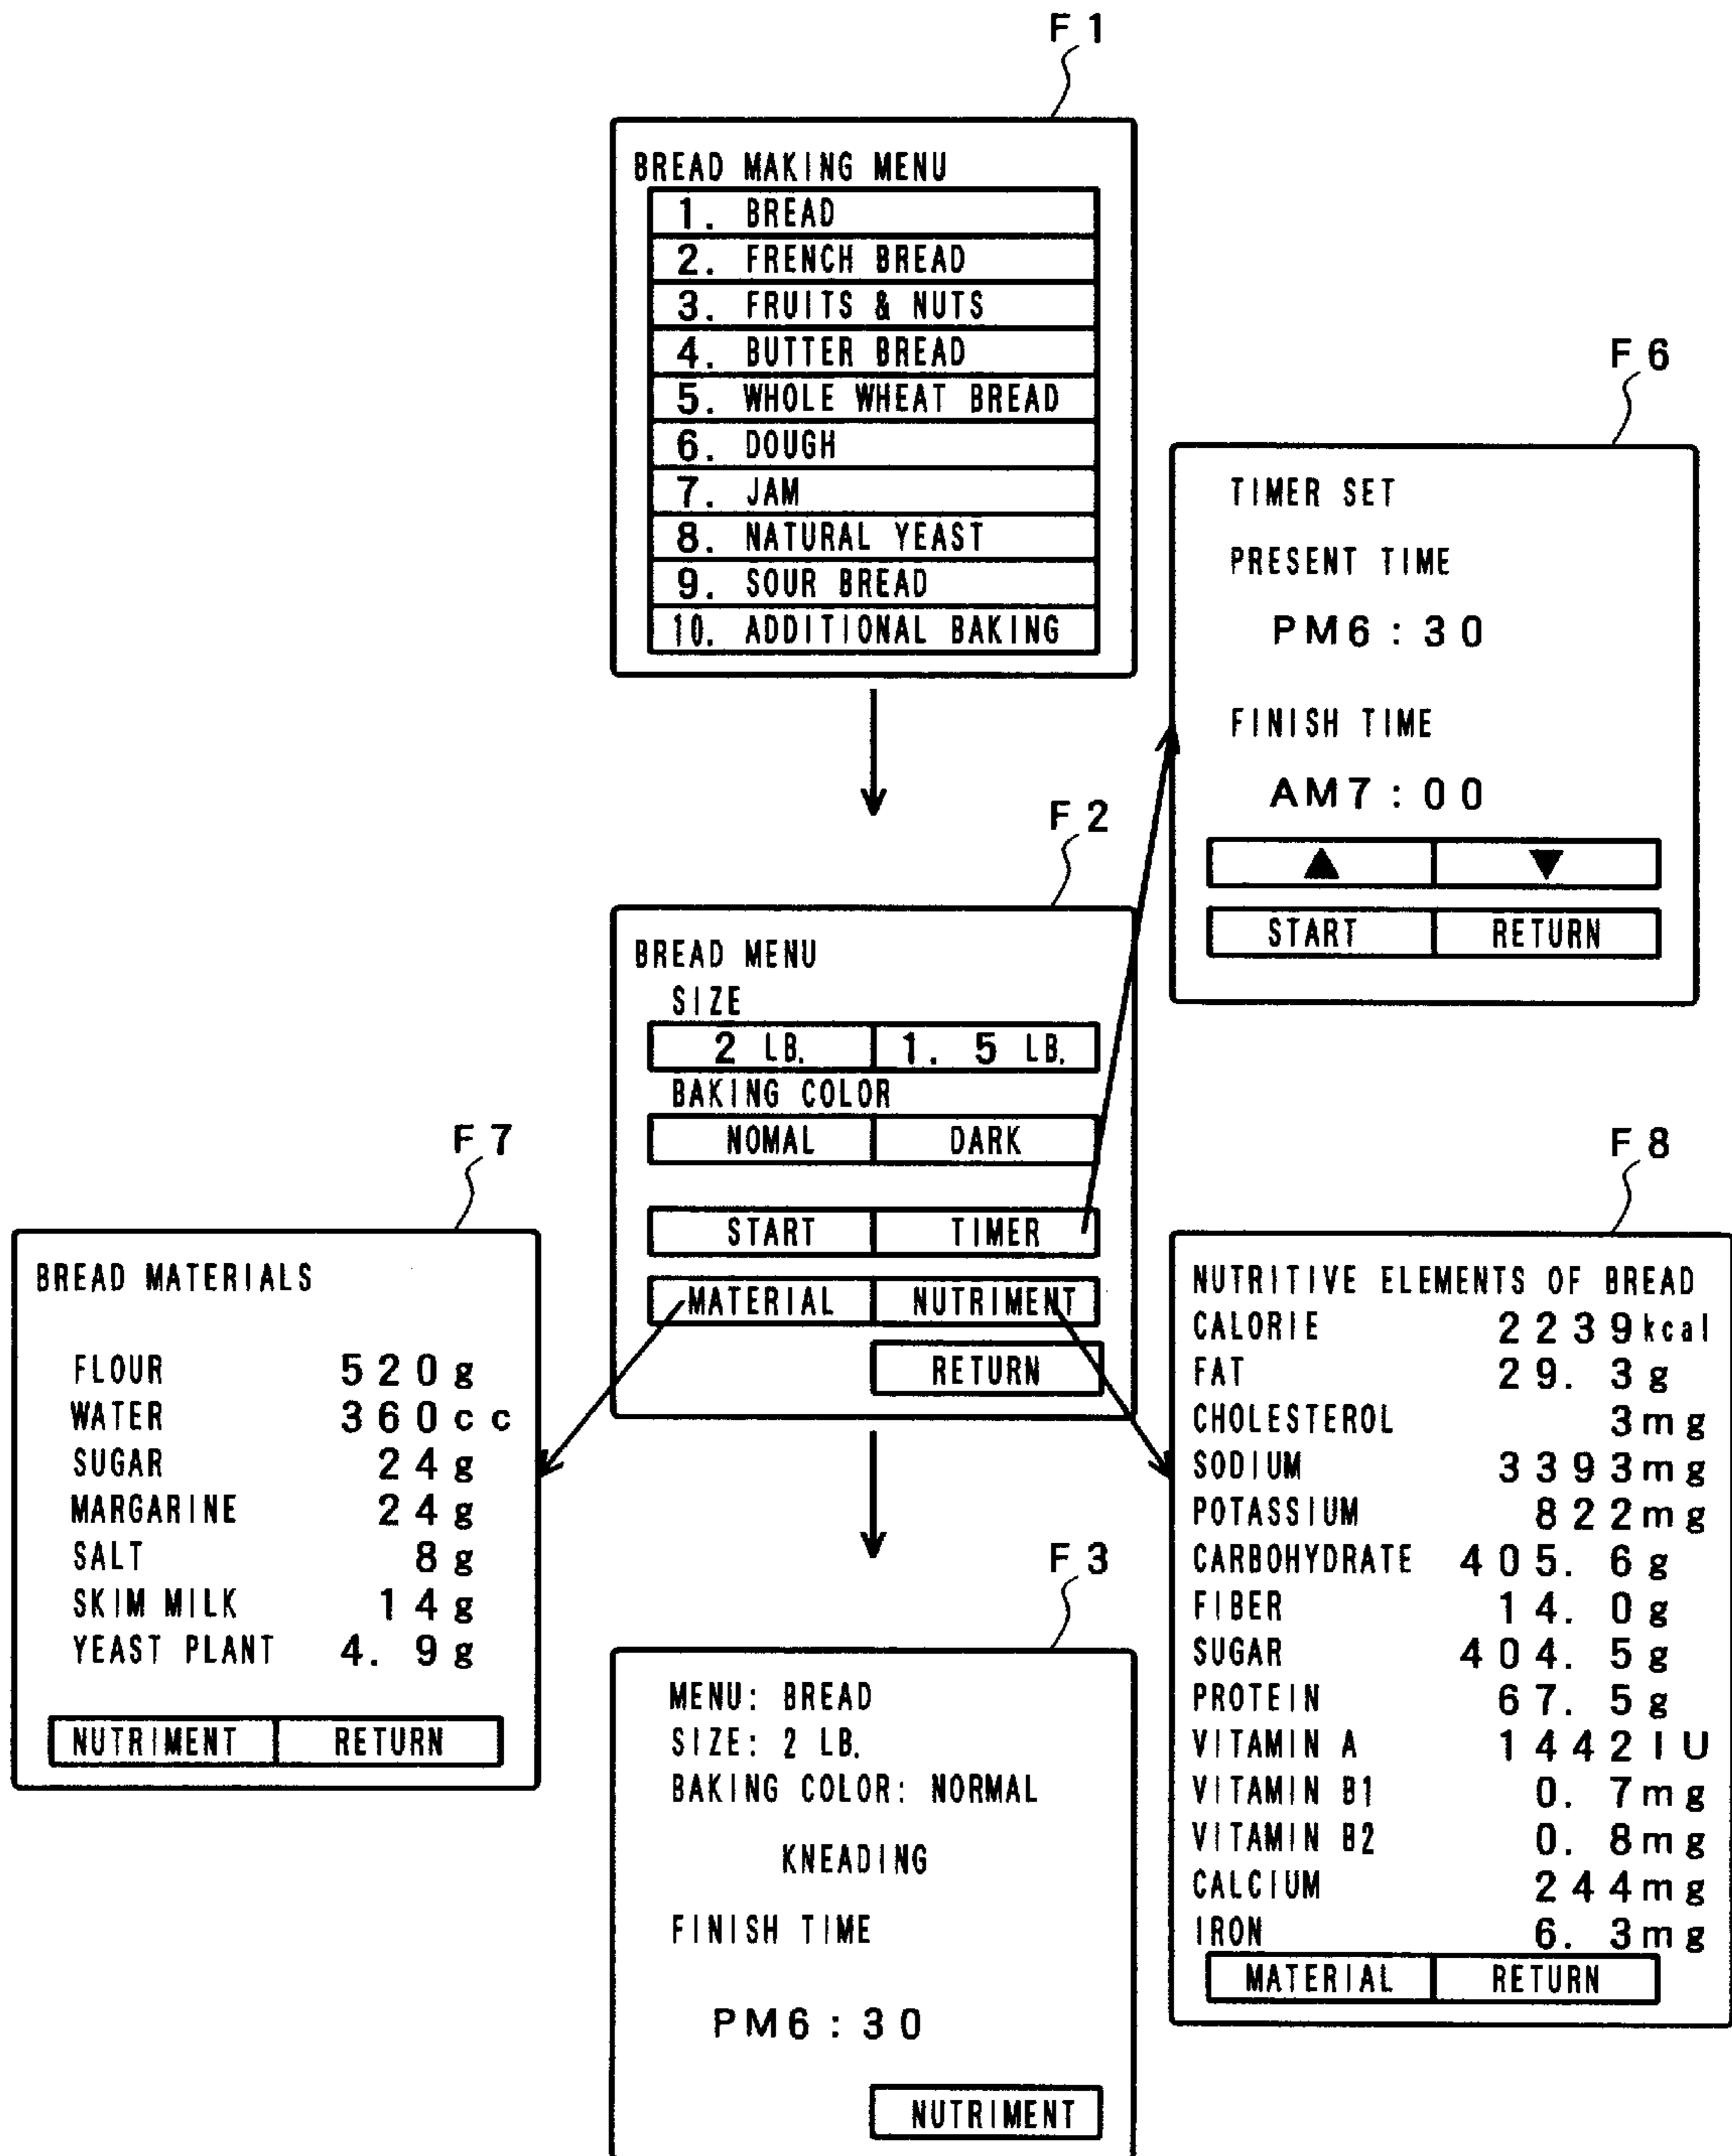 F1
BREAD MAKING MENU
1. BREAD
2. FRENCH BREAD
3. FRUITS & NUTS
4. BUTTER BREAD
5. WHOLE WHEAT BREAD
6. DOUGH
7. JAM
8. NATURAL YEAST
9. SOUR BREAD
10. ADDITIONAL BAKING
F6
TIMER SET
PRESENT TIME
PM6:30
FINISH TIME
AM7:00
▲ ▼
START RETURN
F2
BREAD MENU
SIZE
2 LB. 1.5 LB.
BAKING COLOR
NOMAL DARK
START TIMER
MATERIAL NUTRIMENT
RETURN
F7
BREAD MATERIALS
FLOUR 520g
WATER 360cc
SUGAR 24g
MARGARINE 24g
SALT 8g
SKIM MILK 14g
YEAST PLANT 4.9g
NUTRIMENT RETURN
F8
NUTRITIVE ELEMENTS OF BREAD
CALORIE 2239kcal
FAT 29.3g
CHOLESTEROL 3mg
SODIUM 3393mg
POTASSIUM 822mg
CARBOHYDRATE 405.6g
FIBER 14.0g
SUGAR 404.5g
PROTEIN 67.5g
VITAMIN A 1442IU
VITAMIN B1 0.7mg
VITAMIN B2 0.8mg
CALCIUM 244mg
IRON 6.3mg
MATERIAL RETURN
F3
MENU: BREAD
SIZE: 2 LB.
BAKING COLOR: NORMAL
KNEADING
FINISH TIME
PM6:30
NUTRIMENT